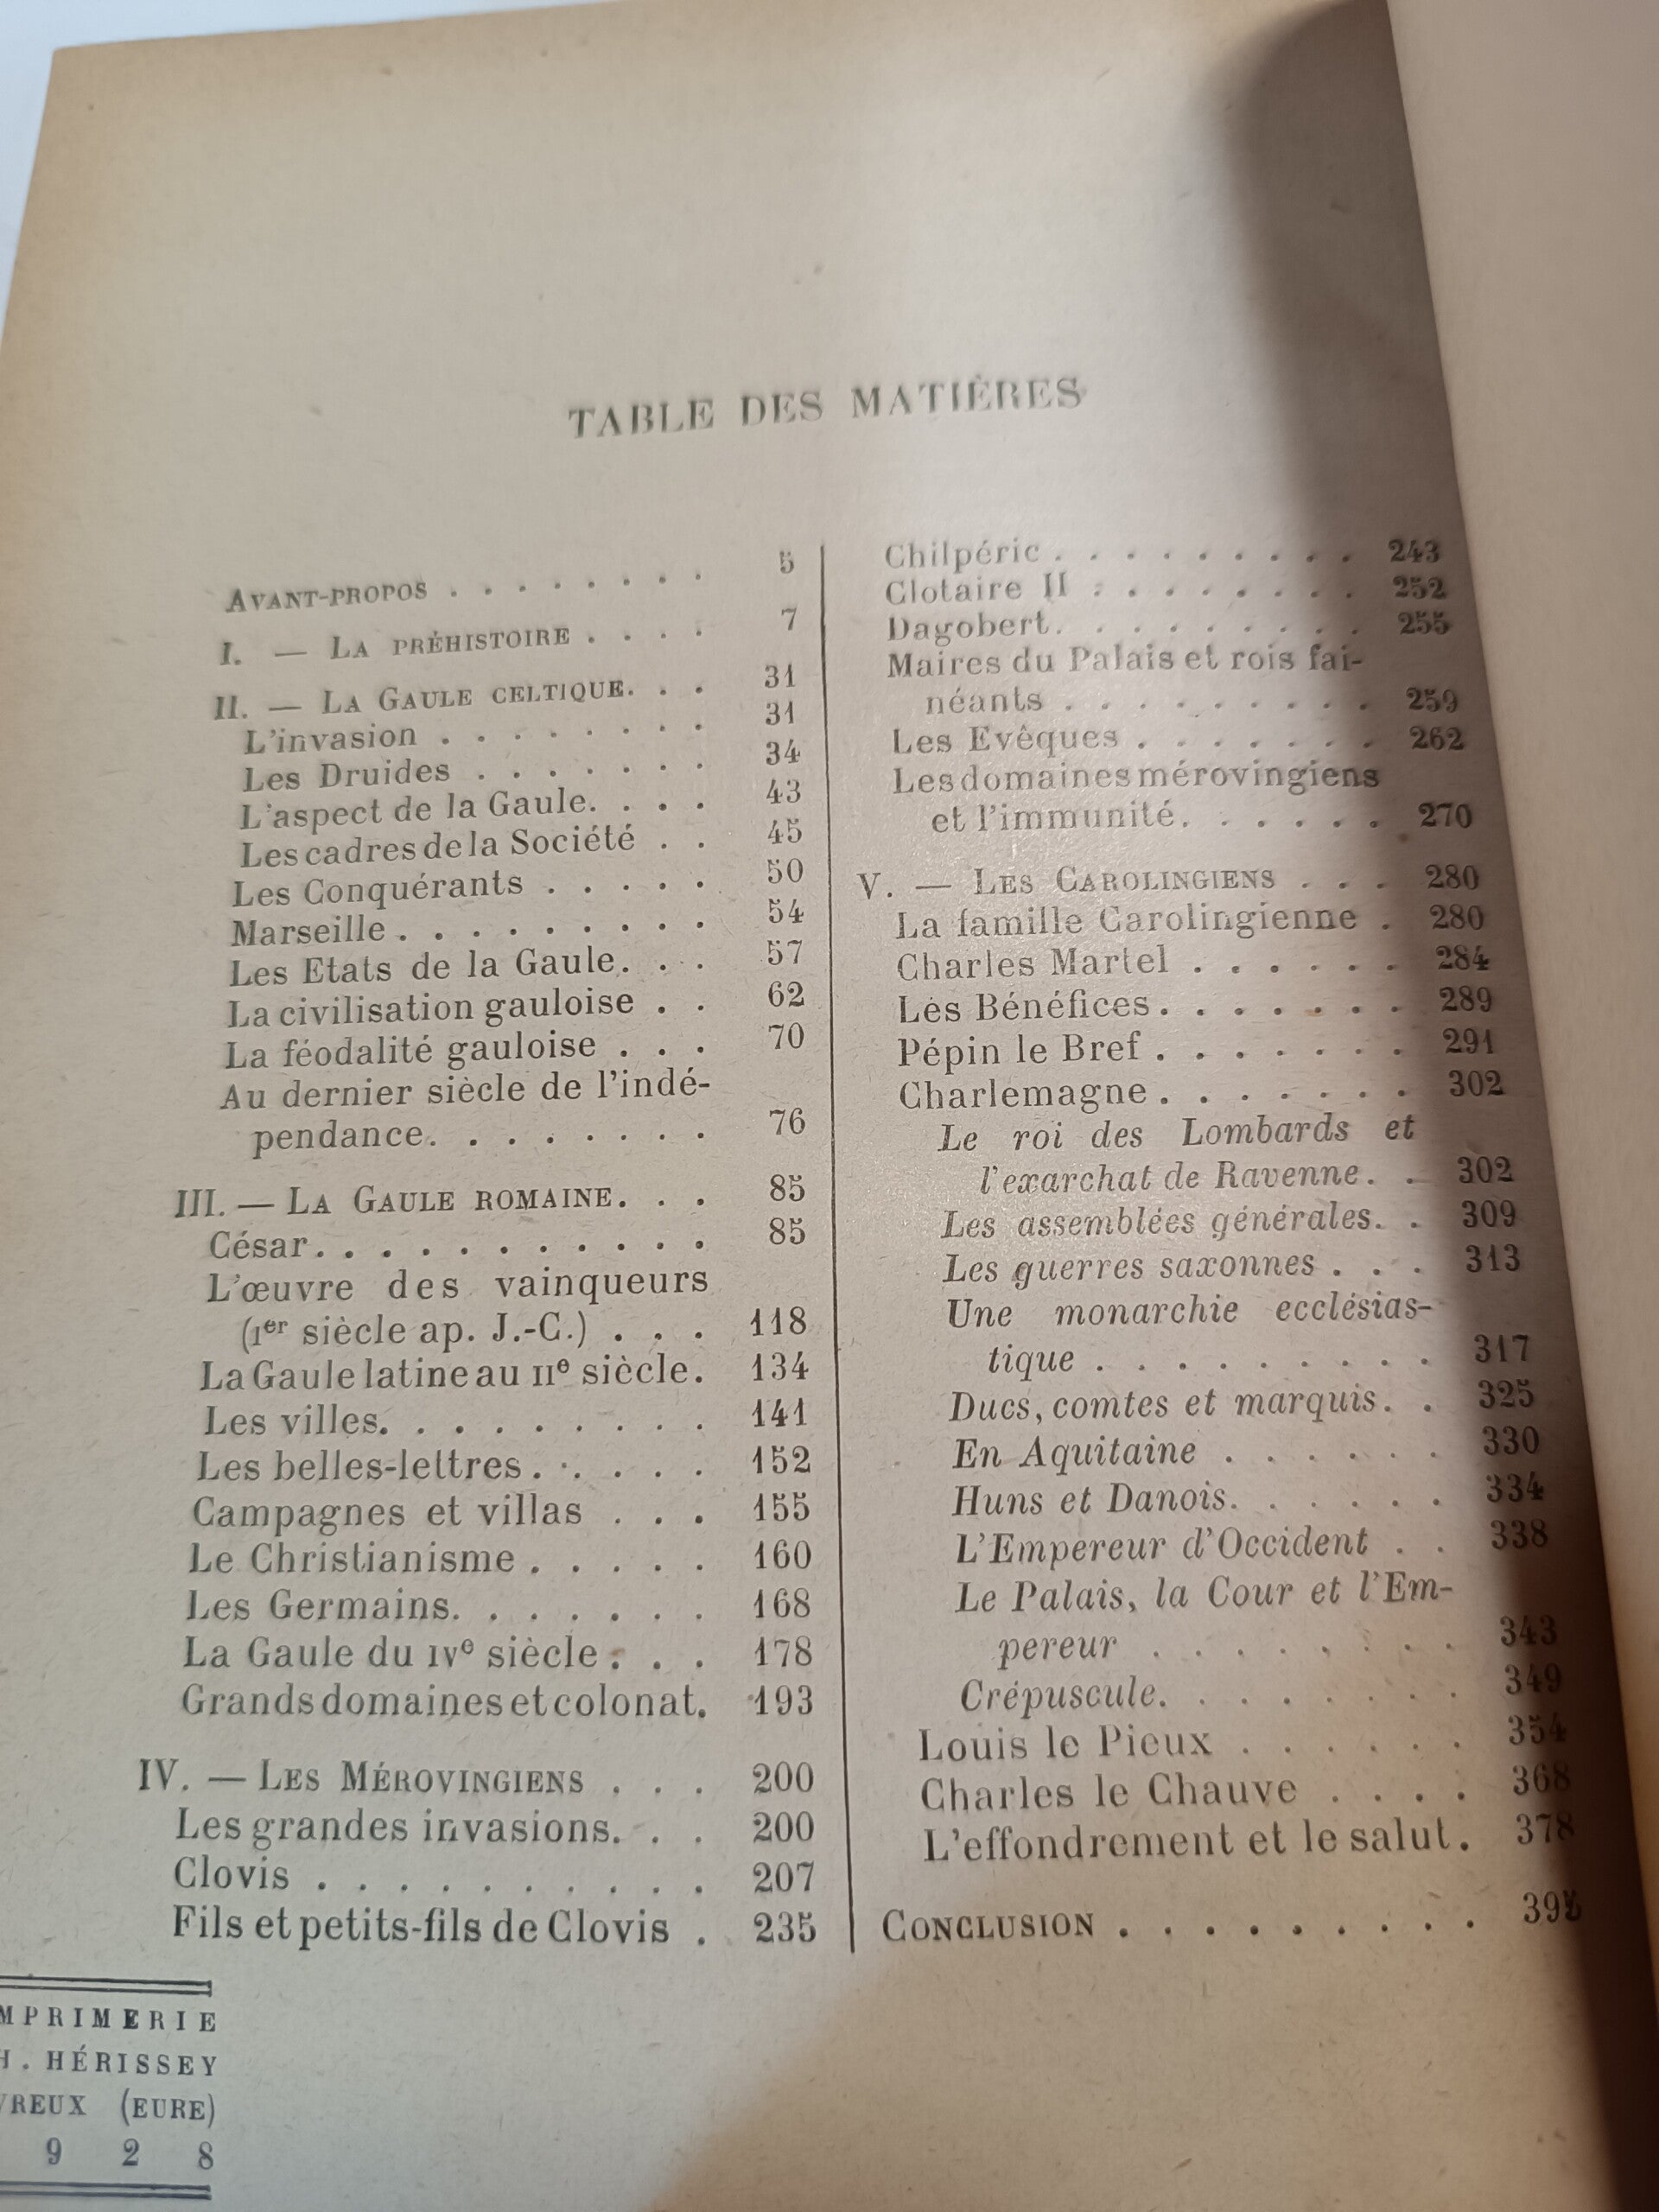 TABLE DES MATIÈRES
AVANT-PROPOS . . . . . . . . 5
I. — LA PRÉHISTOIRE . . . . 7
II. — LA GAULE CELTIQUE. . . 31
L'invasion . . . . . . . . 31
Les Druides . . . . . . . 34
L'aspect de la Gaule. . . . 43
Les cadres de la Société . . 45
Les Conquérants . . . . . 50
Marseille . . . . . . . . . 54
Les Etats de la Gaule. . . 57
La civilisation gauloise . . 62
La féodalité gauloise . . . 70
Au dernier siècle de l'indé-
pendance. . . . . . . . 76
III. — LA GAULE ROMAINE. . . 85
César. . . . . . . . . . . 85
L'œuvre des vainqueurs
(Ier siècle ap. J.-C.) . . . 118
La Gaule latine au IIe siècle. 134
Les villes. . . . . . . . . 141
Les belles-lettres . . . . . 152
Campagnes et villas . . . 155
Le Christianisme . . . . . 160
Les Germains. . . . . . . 168
La Gaule du IVe siècle . . . 178
Grands domaines et colonat. 193
IV. — LES MÉROVINGIENS . . . 200
Les grandes invasions. . . 200
Clovis . . . . . . . . . . 207
Fils et petits-fils de Clovis . 235
Chilpéric . . . . . . . . . 243
Clotaire II . . . . . . . . 252
Dagobert. . . . . . . . . 255
Maires du Palais et rois fai-
néants . . . . . . . . . 259
Les Evêques . . . . . . . 262
Les domaines mérovingiens
et l'immunité. . . . . . 270
V. — LES CAROLINGIENS . . . 280
La famille Carolingienne . 280
Charles Martel . . . . . . 284
Les Bénéfices. . . . . . . 289
Pépin le Bref . . . . . . . 291
Charlemagne . . . . . . . 302
Le roi des Lombards et
l'exarchat de Ravenne. . 302
Les assemblées générales. . 309
Les guerres saxonnes . . . 313
Une monarchie ecclésias-
tique . . . . . . . . . 317
Ducs, comtes et marquis. . 325
En Aquitaine . . . . . . 330
Huns et Danois. . . . . . 334
L'Empereur d'Occident . . 338
Le Palais, la Cour et l'Em-
pereur . . . . . . . . 343
Crépuscule. . . . . . . . 349
Louis le Pieux . . . . . . 354
Charles le Chauve . . . . 368
L'effondrement et le salut. 378
CONCLUSION . . . . . . . . . 395
MPRIMERIE
H. HÉRISSEY
VREUX (EURE)
9 2 8